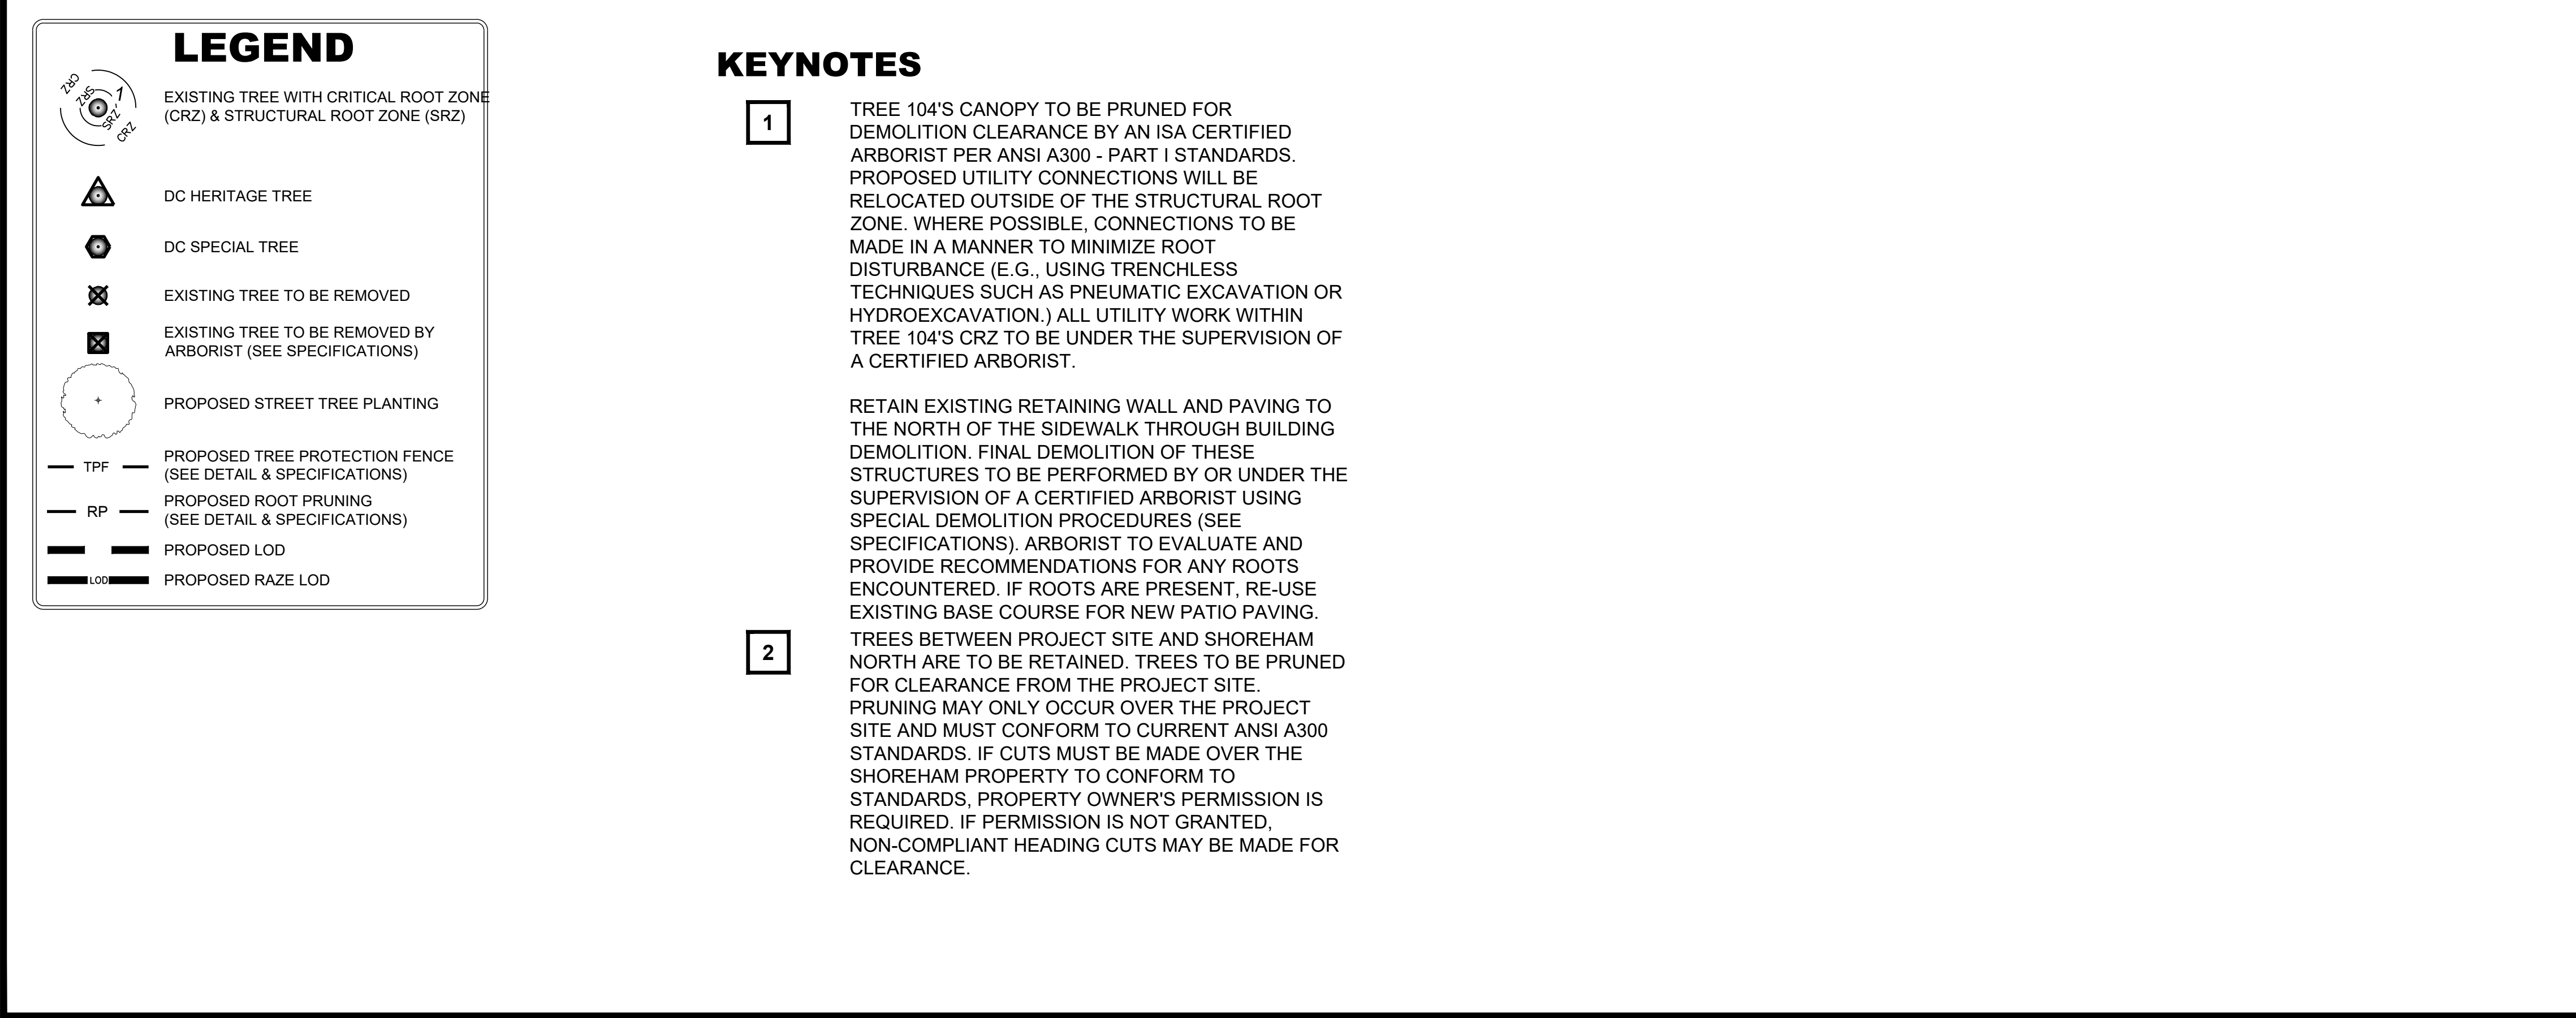 LEGEND
CRZ
SRZ
1
SRZ
CRZ
EXISTING TREE WITH CRITICAL ROOT ZONE
(CRZ) & STRUCTURAL ROOT ZONE (SRZ)
DC HERITAGE TREE
DC SPECIAL TREE
EXISTING TREE TO BE REMOVED
EXISTING TREE TO BE REMOVED BY
ARBORIST (SEE SPECIFICATIONS)
PROPOSED STREET TREE PLANTING
TPF
PROPOSED TREE PROTECTION FENCE
(SEE DETAIL & SPECIFICATIONS)
RP
PROPOSED ROOT PRUNING
(SEE DETAIL & SPECIFICATIONS)
PROPOSED LOD
LOD
PROPOSED RAZE LOD
KEYNOTES
1
TREE 104'S CANOPY TO BE PRUNED FOR
DEMOLITION CLEARANCE BY AN ISA CERTIFIED
ARBORIST PER ANSI A300 - PART I STANDARDS.
PROPOSED UTILITY CONNECTIONS WILL BE
RELOCATED OUTSIDE OF THE STRUCTURAL ROOT
ZONE. WHERE POSSIBLE, CONNECTIONS TO BE
MADE IN A MANNER TO MINIMIZE ROOT
DISTURBANCE (E.G., USING TRENCHLESS
TECHNIQUES SUCH AS PNEUMATIC EXCAVATION OR
HYDROEXCAVATION.) ALL UTILITY WORK WITHIN
TREE 104'S CRZ TO BE UNDER THE SUPERVISION OF
A CERTIFIED ARBORIST.
RETAIN EXISTING RETAINING WALL AND PAVING TO
THE NORTH OF THE SIDEWALK THROUGH BUILDING
DEMOLITION. FINAL DEMOLITION OF THESE
STRUCTURES TO BE PERFORMED BY OR UNDER THE
SUPERVISION OF A CERTIFIED ARBORIST USING
SPECIAL DEMOLITION PROCEDURES (SEE
SPECIFICATIONS). ARBORIST TO EVALUATE AND
PROVIDE RECOMMENDATIONS FOR ANY ROOTS
ENCOUNTERED. IF ROOTS ARE PRESENT, RE-USE
EXISTING BASE COURSE FOR NEW PATIO PAVING.
2
TREES BETWEEN PROJECT SITE AND SHOREHAM
NORTH ARE TO BE RETAINED. TREES TO BE PRUNED
FOR CLEARANCE FROM THE PROJECT SITE.
PRUNING MAY ONLY OCCUR OVER THE PROJECT
SITE AND MUST CONFORM TO CURRENT ANSI A300
STANDARDS. IF CUTS MUST BE MADE OVER THE
SHOREHAM PROPERTY TO CONFORM TO
STANDARDS, PROPERTY OWNER'S PERMISSION IS
REQUIRED. IF PERMISSION IS NOT GRANTED,
NON-COMPLIANT HEADING CUTS MAY BE MADE FOR
CLEARANCE.